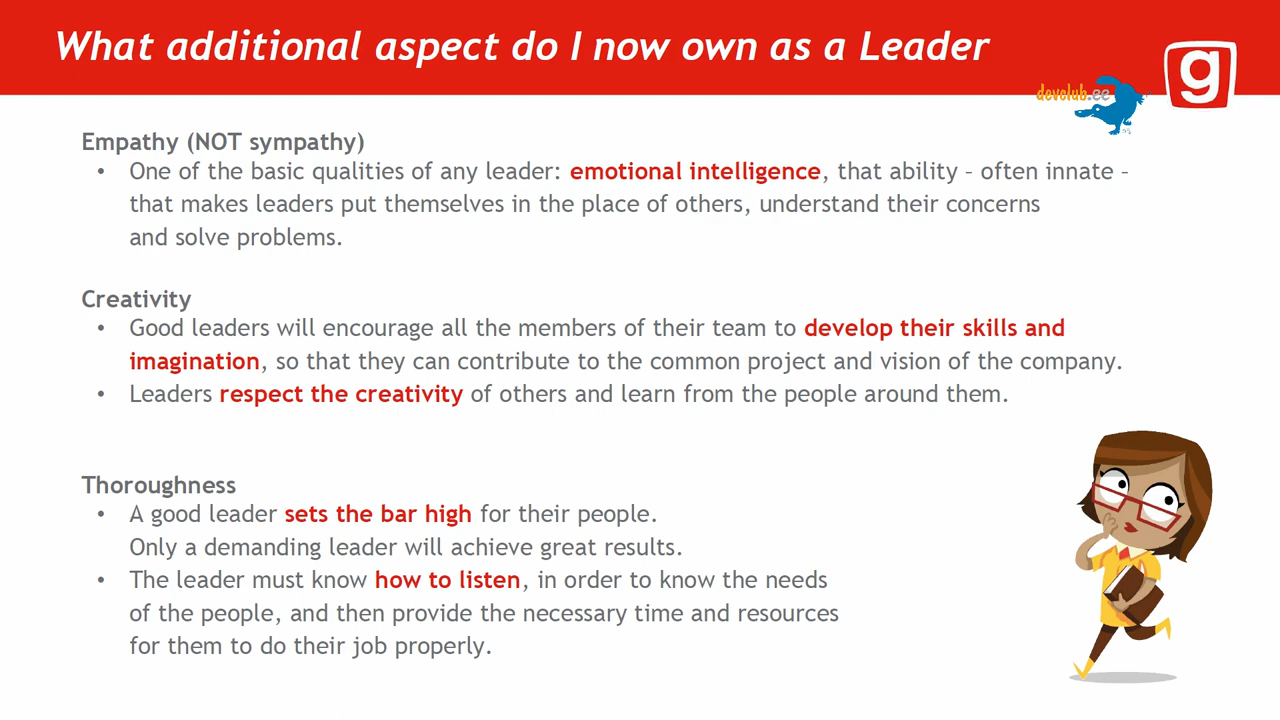 What additional aspect do I now own as a Leader
develub.ee
g
Empathy (NOT sympathy)
• One of the basic qualities of any leader: emotional intelligence, that ability – often innate –
that makes leaders put themselves in the place of others, understand their concerns
and solve problems.
Creativity
• Good leaders will encourage all the members of their team to develop their skills and
imagination, so that they can contribute to the common project and vision of the company.
• Leaders respect the creativity of others and learn from the people around them.
Thoroughness
• A good leader sets the bar high for their people.
Only a demanding leader will achieve great results.
• The leader must know how to listen, in order to know the needs
of the people, and then provide the necessary time and resources
for them to do their job properly.